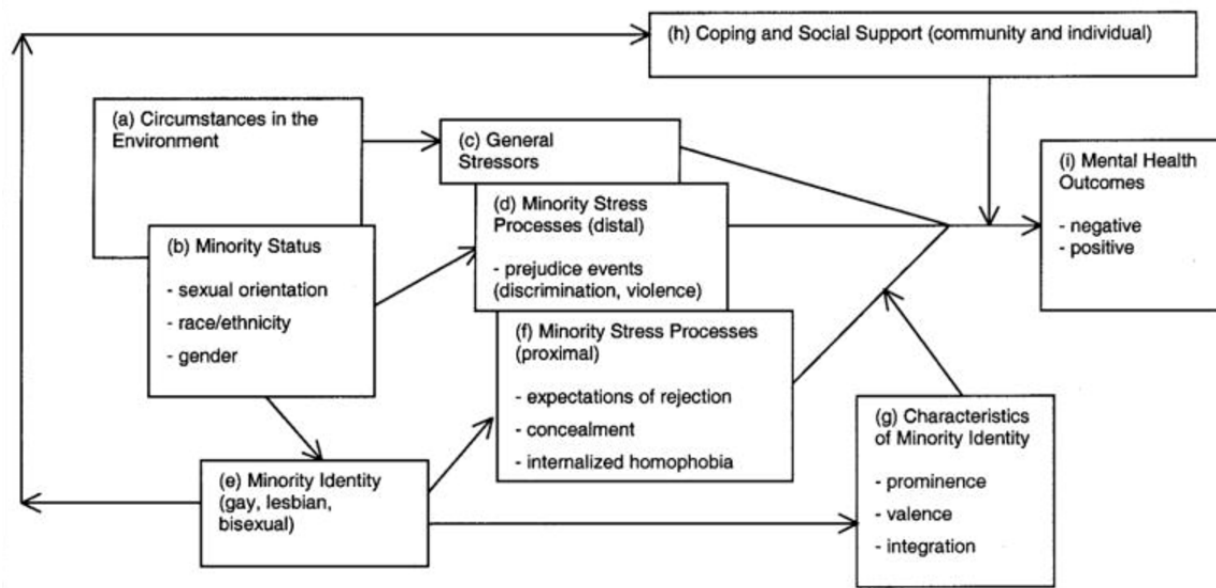 (h) Coping and Social Support (community and individual)
(a) Circumstances in the
Environment
(c) General
Stressors
(i) Mental Health
Outcomes
- negative
- positive
(d) Minority Stress
Processes (distal)
- prejudice events
(discrimination, violence)
(b) Minority Status
- sexual orientation
- race/ethnicity
- gender
(f) Minority Stress Processes
(proximal)
- expectations of rejection
- concealment
- internalized homophobia
(g) Characteristics
of Minority Identity
- prominence
- valence
- integration
(e) Minority Identity
(gay, lesbian,
bisexual)